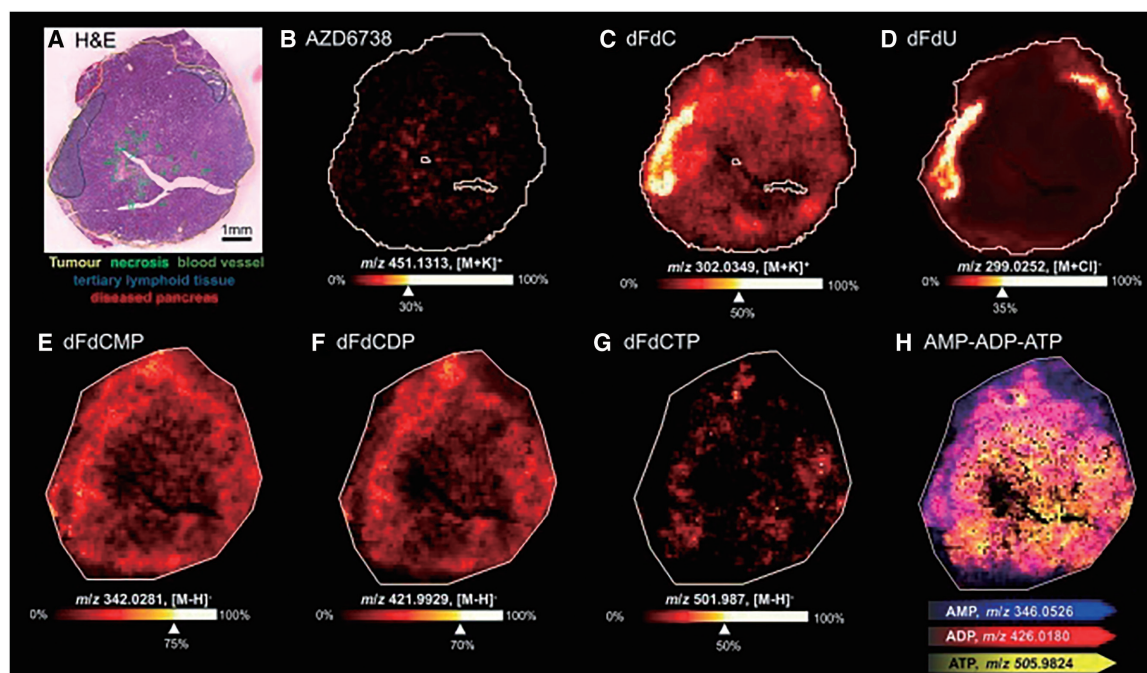 A H&E
1mm
Tumour necrosis blood vessel
tertiary lymphoid tissue
diseased pancreas
B AZD6738
m/z 451.1313, [M+K]⁺
0% 100%
30%
C dFdC
m/z 302.0349, [M+K]⁺
0% 100%
50%
D dFdU
m/z 299.0252, [M+Cl]⁻
0% 100%
35%
E dFdCMP
m/z 342.0281, [M-H]⁻
0% 100%
75%
F dFdCDP
m/z 421.9929, [M-H]⁻
0% 100%
70%
G dFdCTP
m/z 501.987, [M-H]⁻
0% 100%
50%
H AMP-ADP-ATP
AMP, m/z 346.0526
ADP, m/z 426.0180
ATP, m/z 505.9824